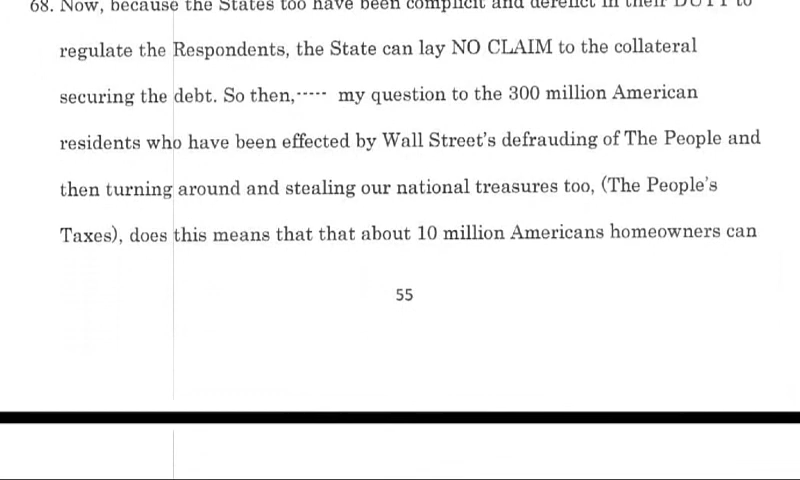 68. Now, because the States too have been complicit and derelict in their DUTY to
regulate the Respondents, the State can lay NO CLAIM to the collateral
securing the debt. So then,----- my question to the 300 million American
residents who have been effected by Wall Street's defrauding of The People and
then turning around and stealing our national treasures too, (The People's
Taxes), does this means that that about 10 million Americans homeowners can
55